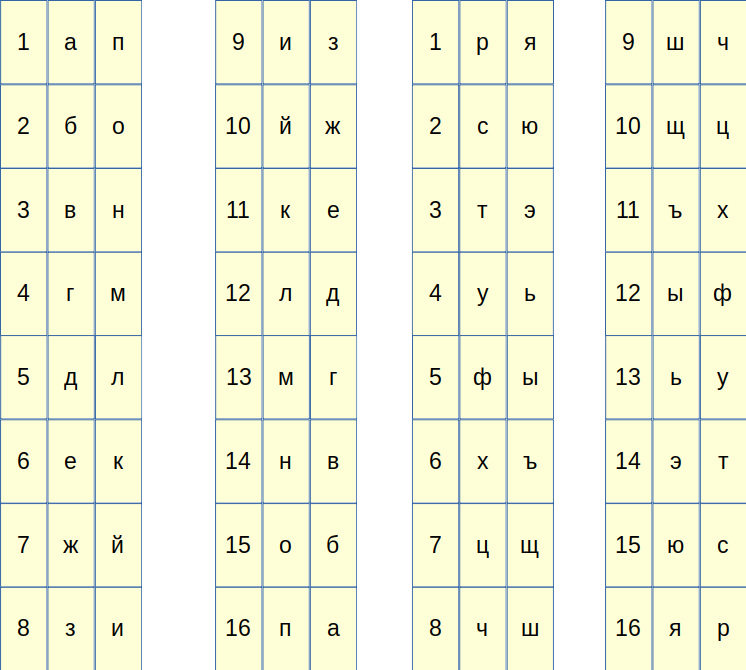 1 а п 9 и з 1 р я 9 ш ч
2 б о 10 й ж 2 с ю 10 щ ц
3 в н 11 к е 3 т э 11 ъ х
4 г м 12 л д 4 у ь 12 ы ф
5 д л 13 м г 5 ф ы 13 ь у
6 е к 14 н в 6 х ъ 14 э т
7 ж й 15 о б 7 ц щ 15 ю с
8 з и 16 п а 8 ч ш 16 я р